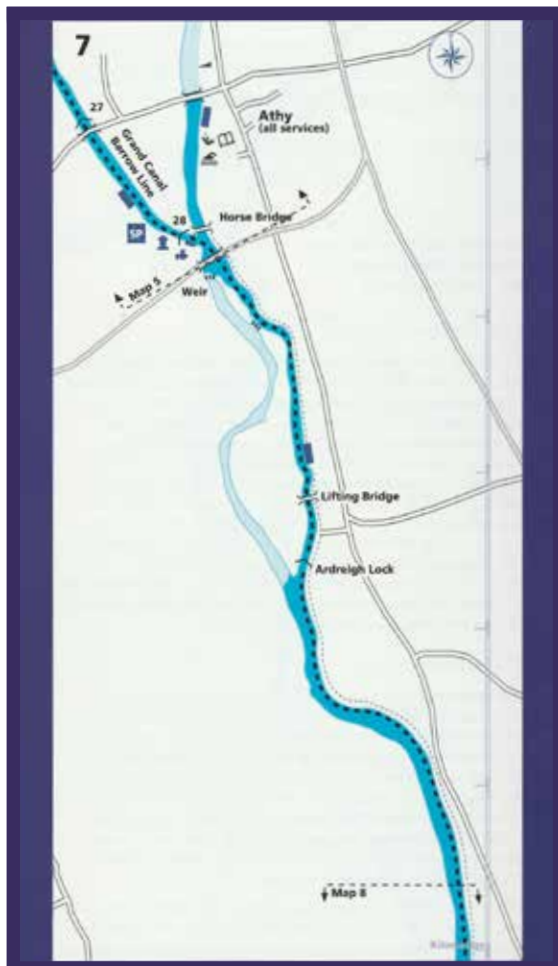 7
27
Grand Canal
Barrow Line
Athy
(all services)
28
Horse Bridge
SP
Map 5
Weir
Lifting Bridge
Ardreigh Lock
Map 8